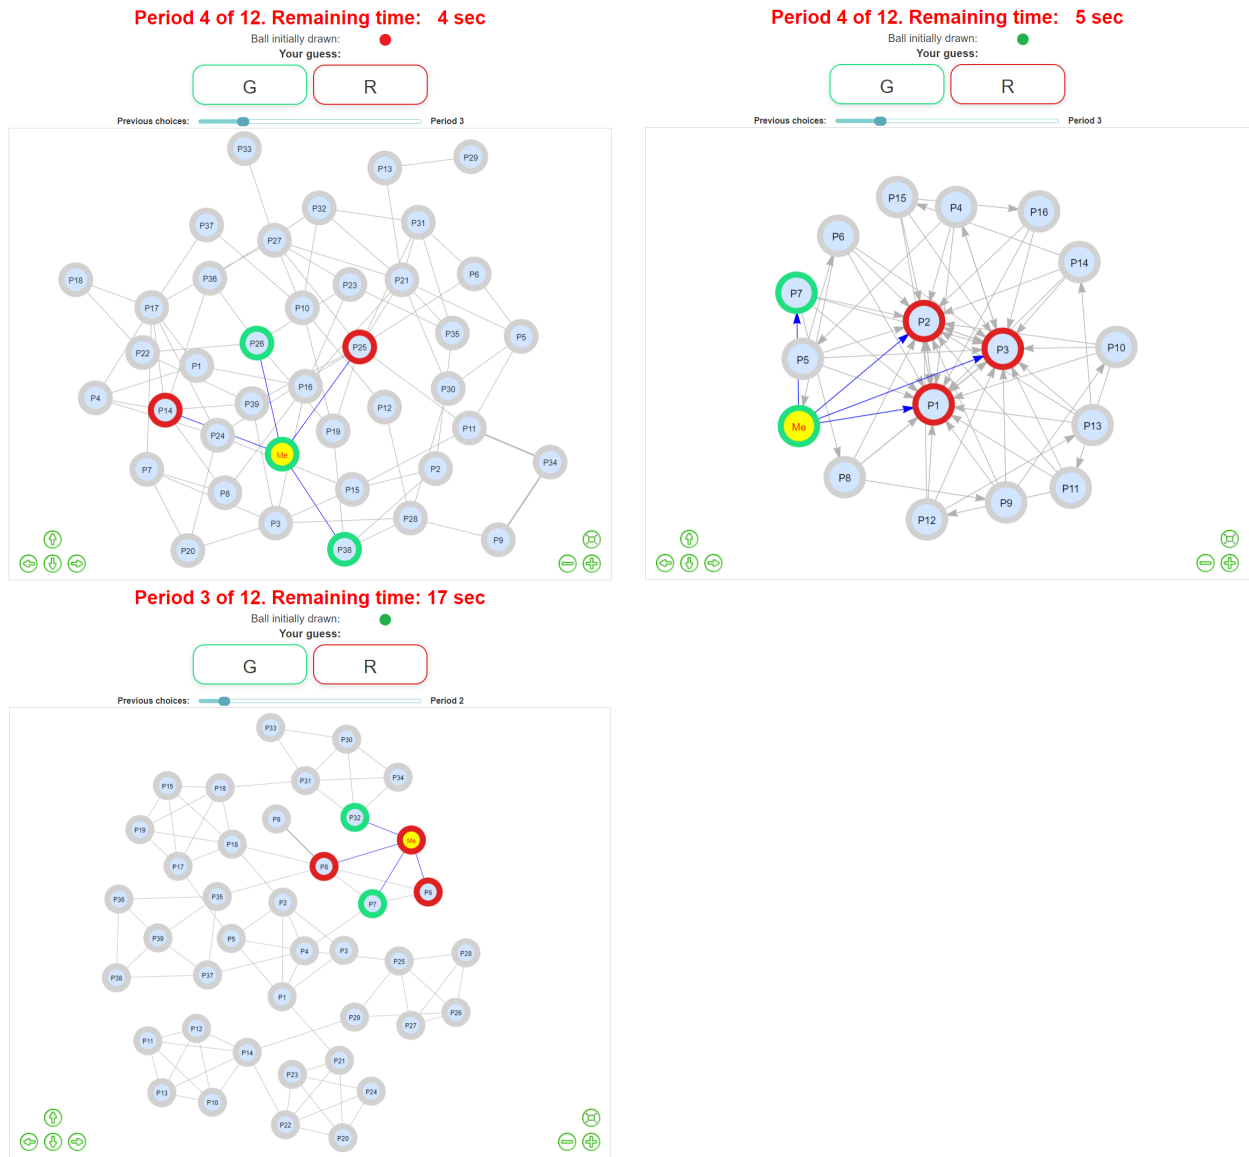 Period 4 of 12. Remaining time: 4 sec
Ball initially drawn:
Your guess:
G R
Previous choices: Period 3
P33
P29
P13
P32
P31
P37
P27
P18
P36
P23
P21
P6
P17
P10
P35
P5
P22
P26
P25
P1
P16
P30
P4
P14
P39
P12
P24
P19
P11
Me
P34
P7
P2
P8
P15
P3
P28
P9
P20
P38
Period 4 of 12. Remaining time: 5 sec
Ball initially drawn:
Your guess:
G R
Previous choices: Period 3
P15
P4
P16
P6
P14
P7
P2
P3
P10
P5
P1
Me
P13
P8
P11
P9
P12
Period 3 of 12. Remaining time: 17 sec
Ball initially drawn:
Your guess:
G R
Previous choices: Period 2
P33
P30
P31
P34
P15
P16
P32
P9
P19
Me
P18
P8
P17
P6
P36
P35
P2
P7
P39
P5
P4
P3
P28
P25
P38
P37
P1
P29
P26
P27
P12
P11
P14
P21
P23
P24
P13
P10
P22
P20